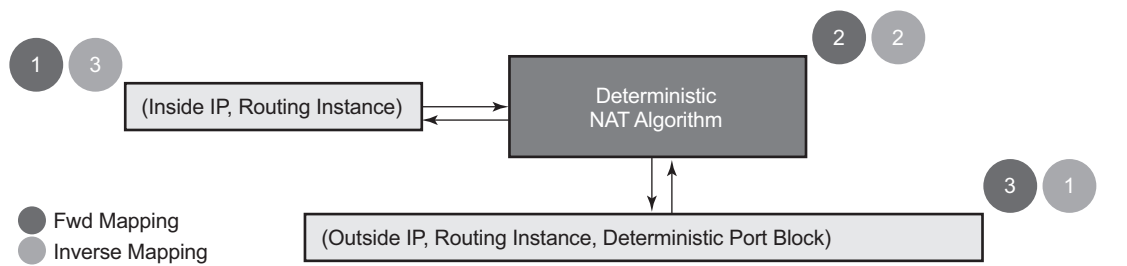 2 2
1 3
Deterministic
NAT Algorithm
(Inside IP, Routing Instance)
3 1
Fwd Mapping
(Outside IP, Routing Instance, Deterministic Port Block)
Inverse Mapping